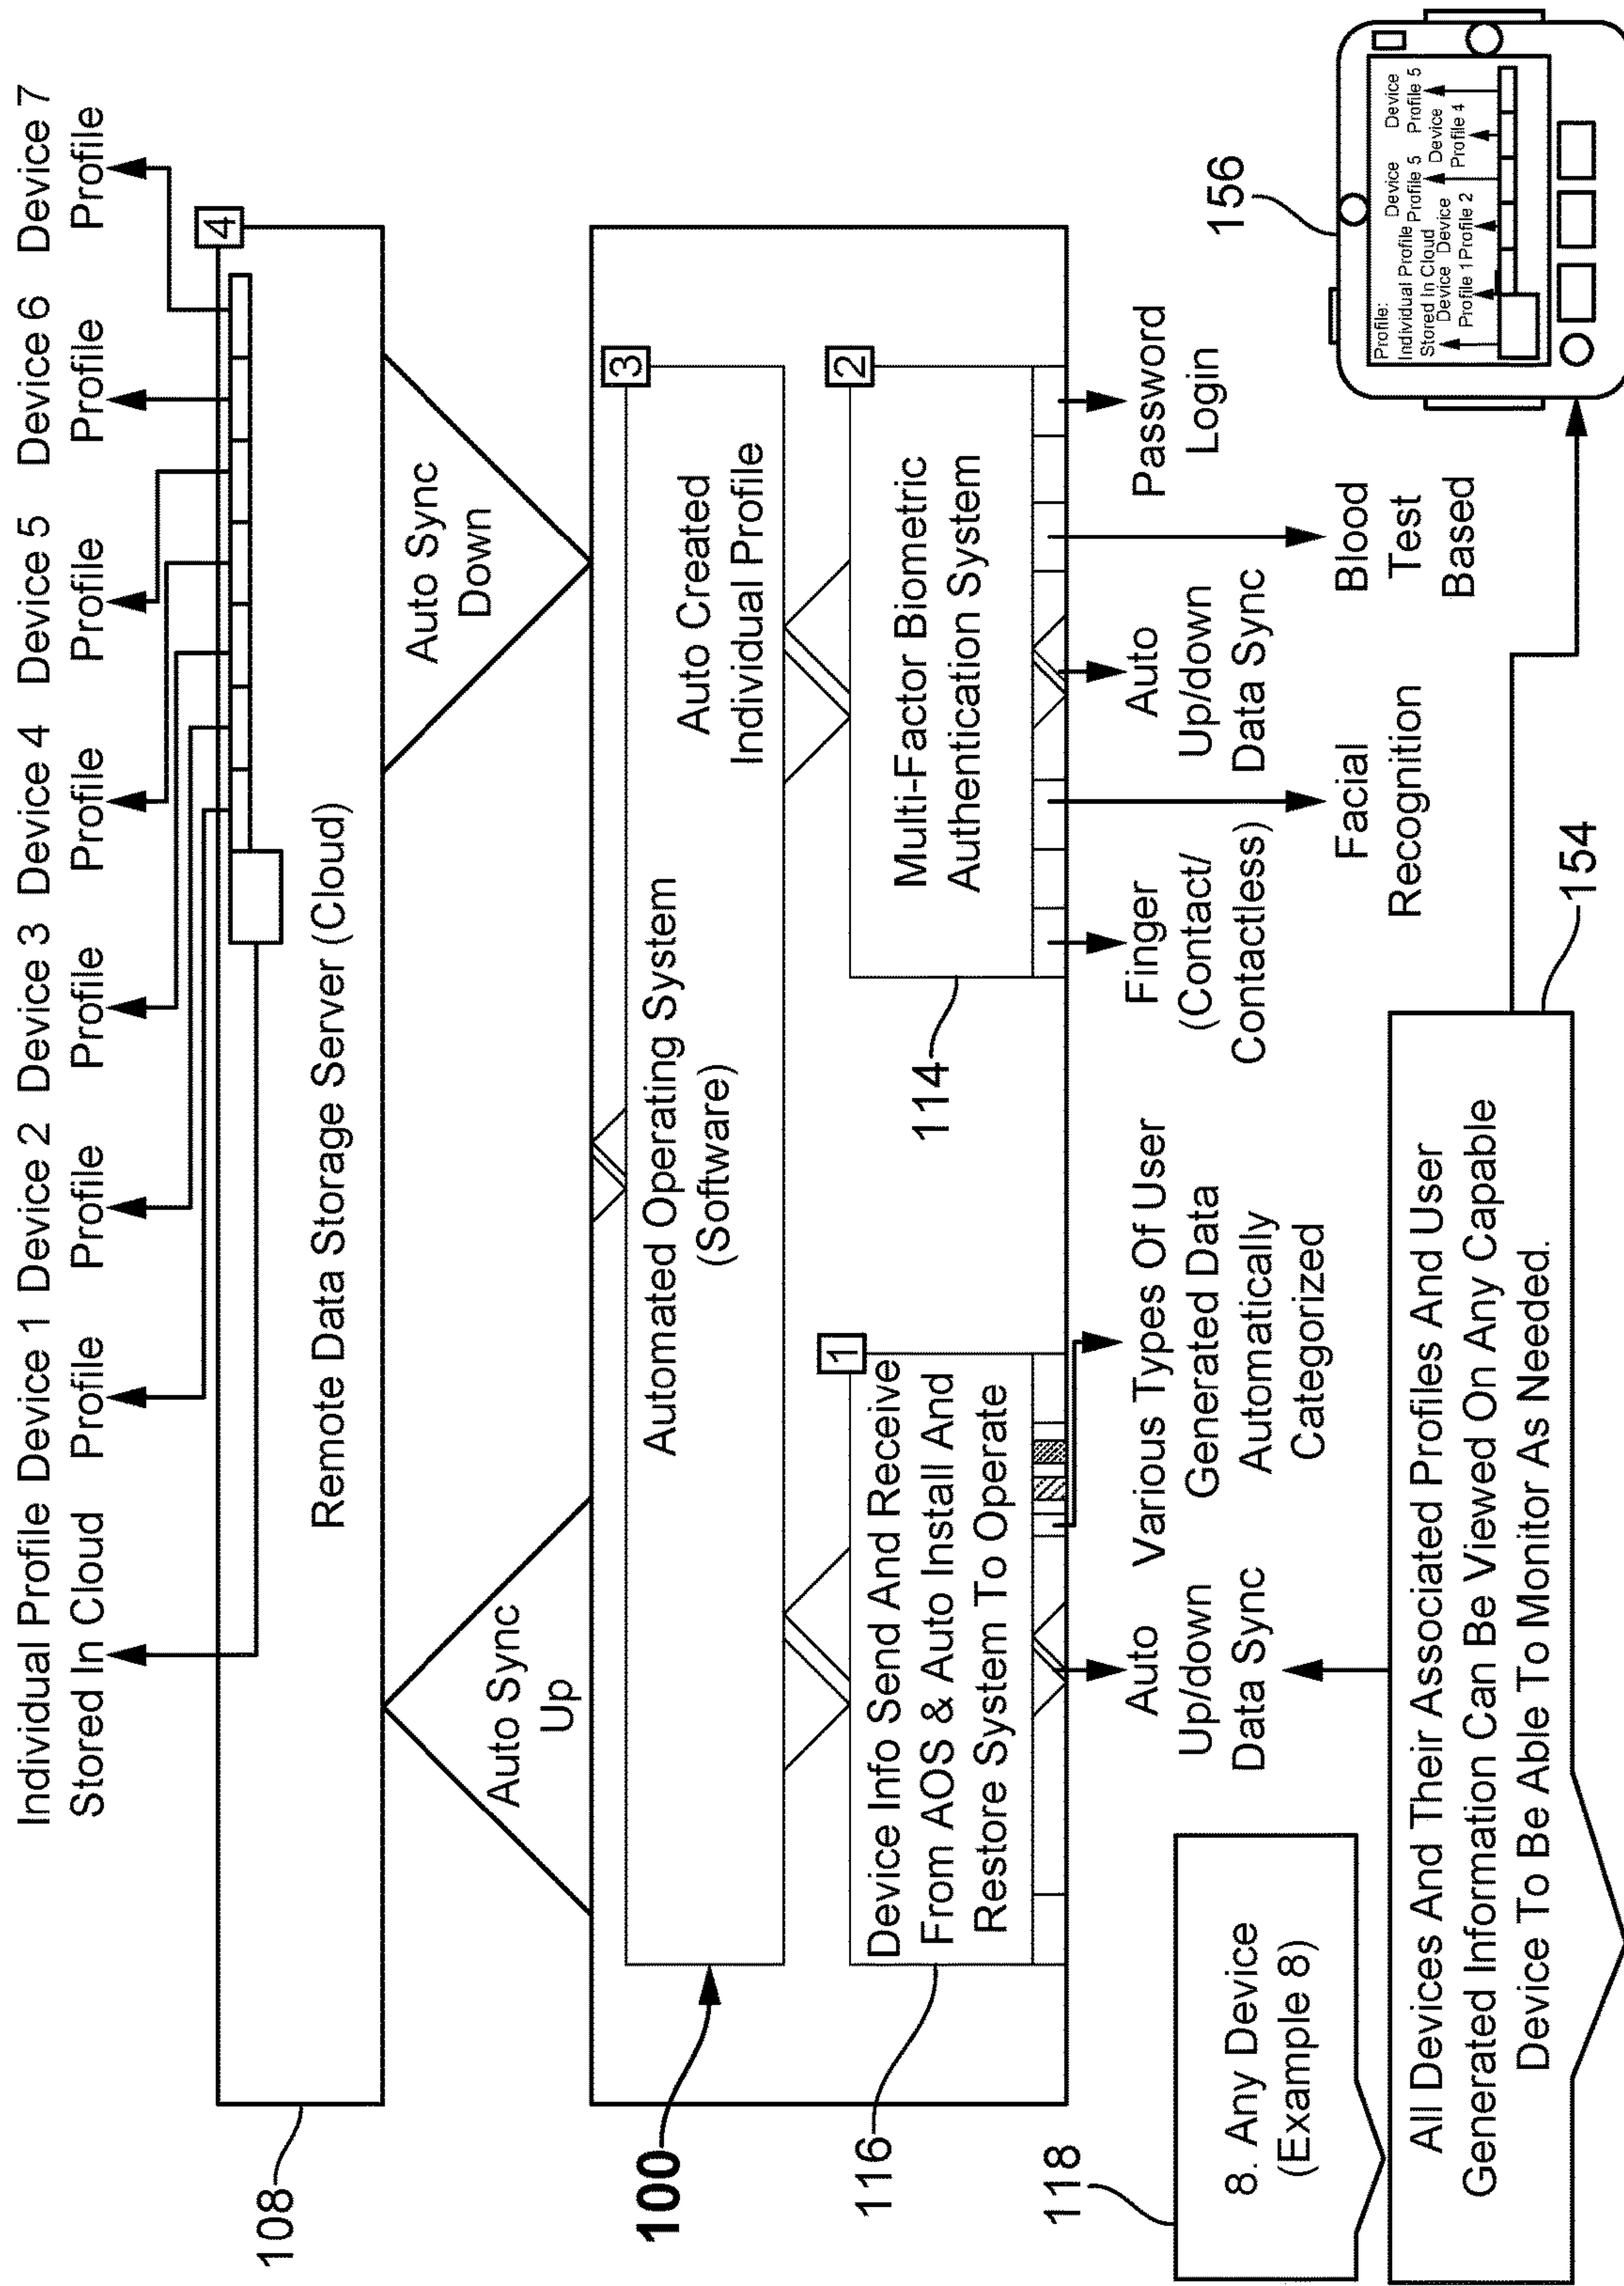 Individual Profile
Stored In Cloud
Device 1
Profile
Device 2
Profile
Device 3
Profile
Device 4
Profile
Device 5
Profile
Device 6
Profile
Device 7
Profile
4
Remote Data Storage Server (Cloud)
108
Auto Sync
Up
Auto Sync
Down
100
3
Automated Operating System
(Software)
Auto Created
Individual Profile
116
1
Device Info Send And Receive
From AOS & Auto Install And
Restore System To Operate
114
2
Multi-Factor Biometric
Authentication System
118
8. Any Device
(Example 8)
Auto
Up/down
Data Sync
Various Types Of User
Generated Data
Automatically
Categorized
Finger
(Contact/
Contactless)
Facial
Recognition
Auto
Up/down
Data Sync
Blood
Test
Based
Password
Login
All Devices And Their Associated Profiles And User
Generated Information Can Be Viewed On Any Capable
Device To Be Able To Monitor As Needed.
154
156
Profile:
Individual Profile
Stored In Cloud
Device
Profile 1
Device
Profile 2
Device
Profile 5
Device
Profile 4
Device
Profile 5